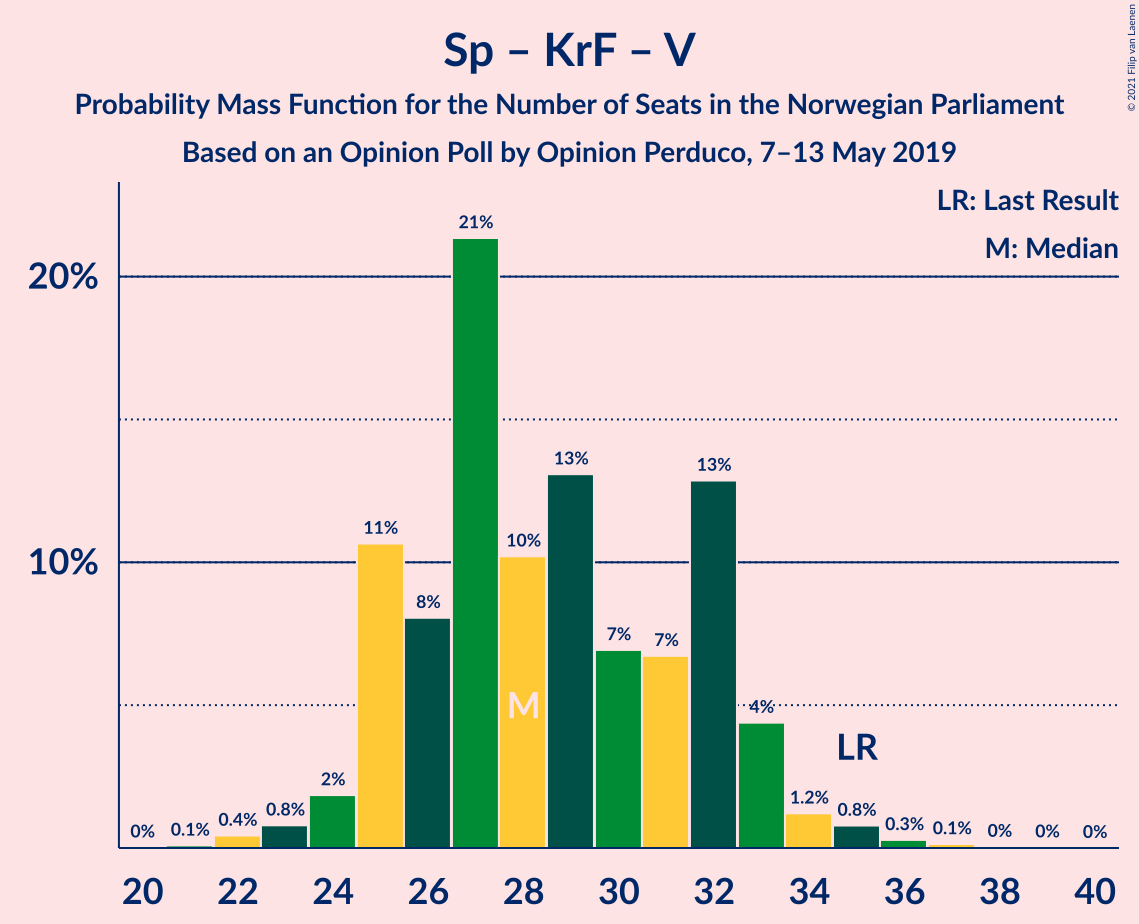 Sp – KrF – V
Probability Mass Function for the Number of Seats in the Norwegian Parliament
Based on an Opinion Poll by Opinion Perduco, 7–13 May 2019
© 2021 Filip van Laenen
LR: Last Result
M: Median
20%
10%
0%
0.1%
0.4%
0.8%
2%
11%
8%
21%
10%
13%
7%
7%
13%
4%
1.2%
0.8%
0.3%
0.1%
0%
0%
0%
M
LR
20 22 24 26 28 30 32 34 36 38 40